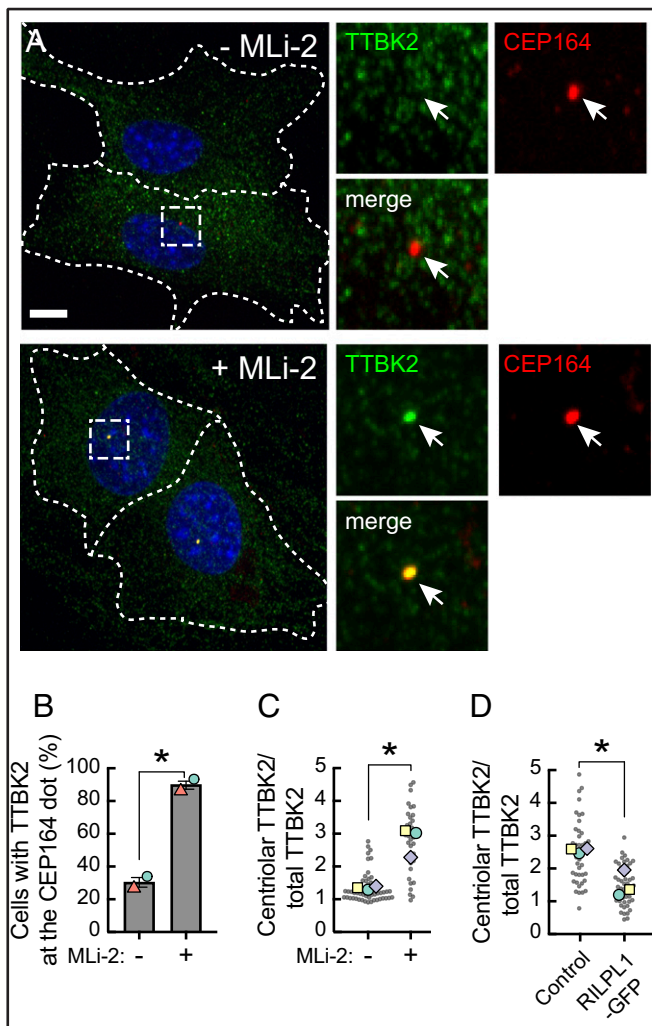 A
- MLi-2
TTBK2
CEP164
merge
+ MLi-2
TTBK2
CEP164
merge
B
Cells with TTBK2
at the CEP164 dot (%)
100
80
60
40
20
0
*
MLi-2: - +
C
Centriolar TTBK2/
total TTBK2
5
4
3
2
1
0
*
MLi-2: - +
D
Centriolar TTBK2/
total TTBK2
5
4
3
2
1
0
*
Control
RILPL1
-GFP